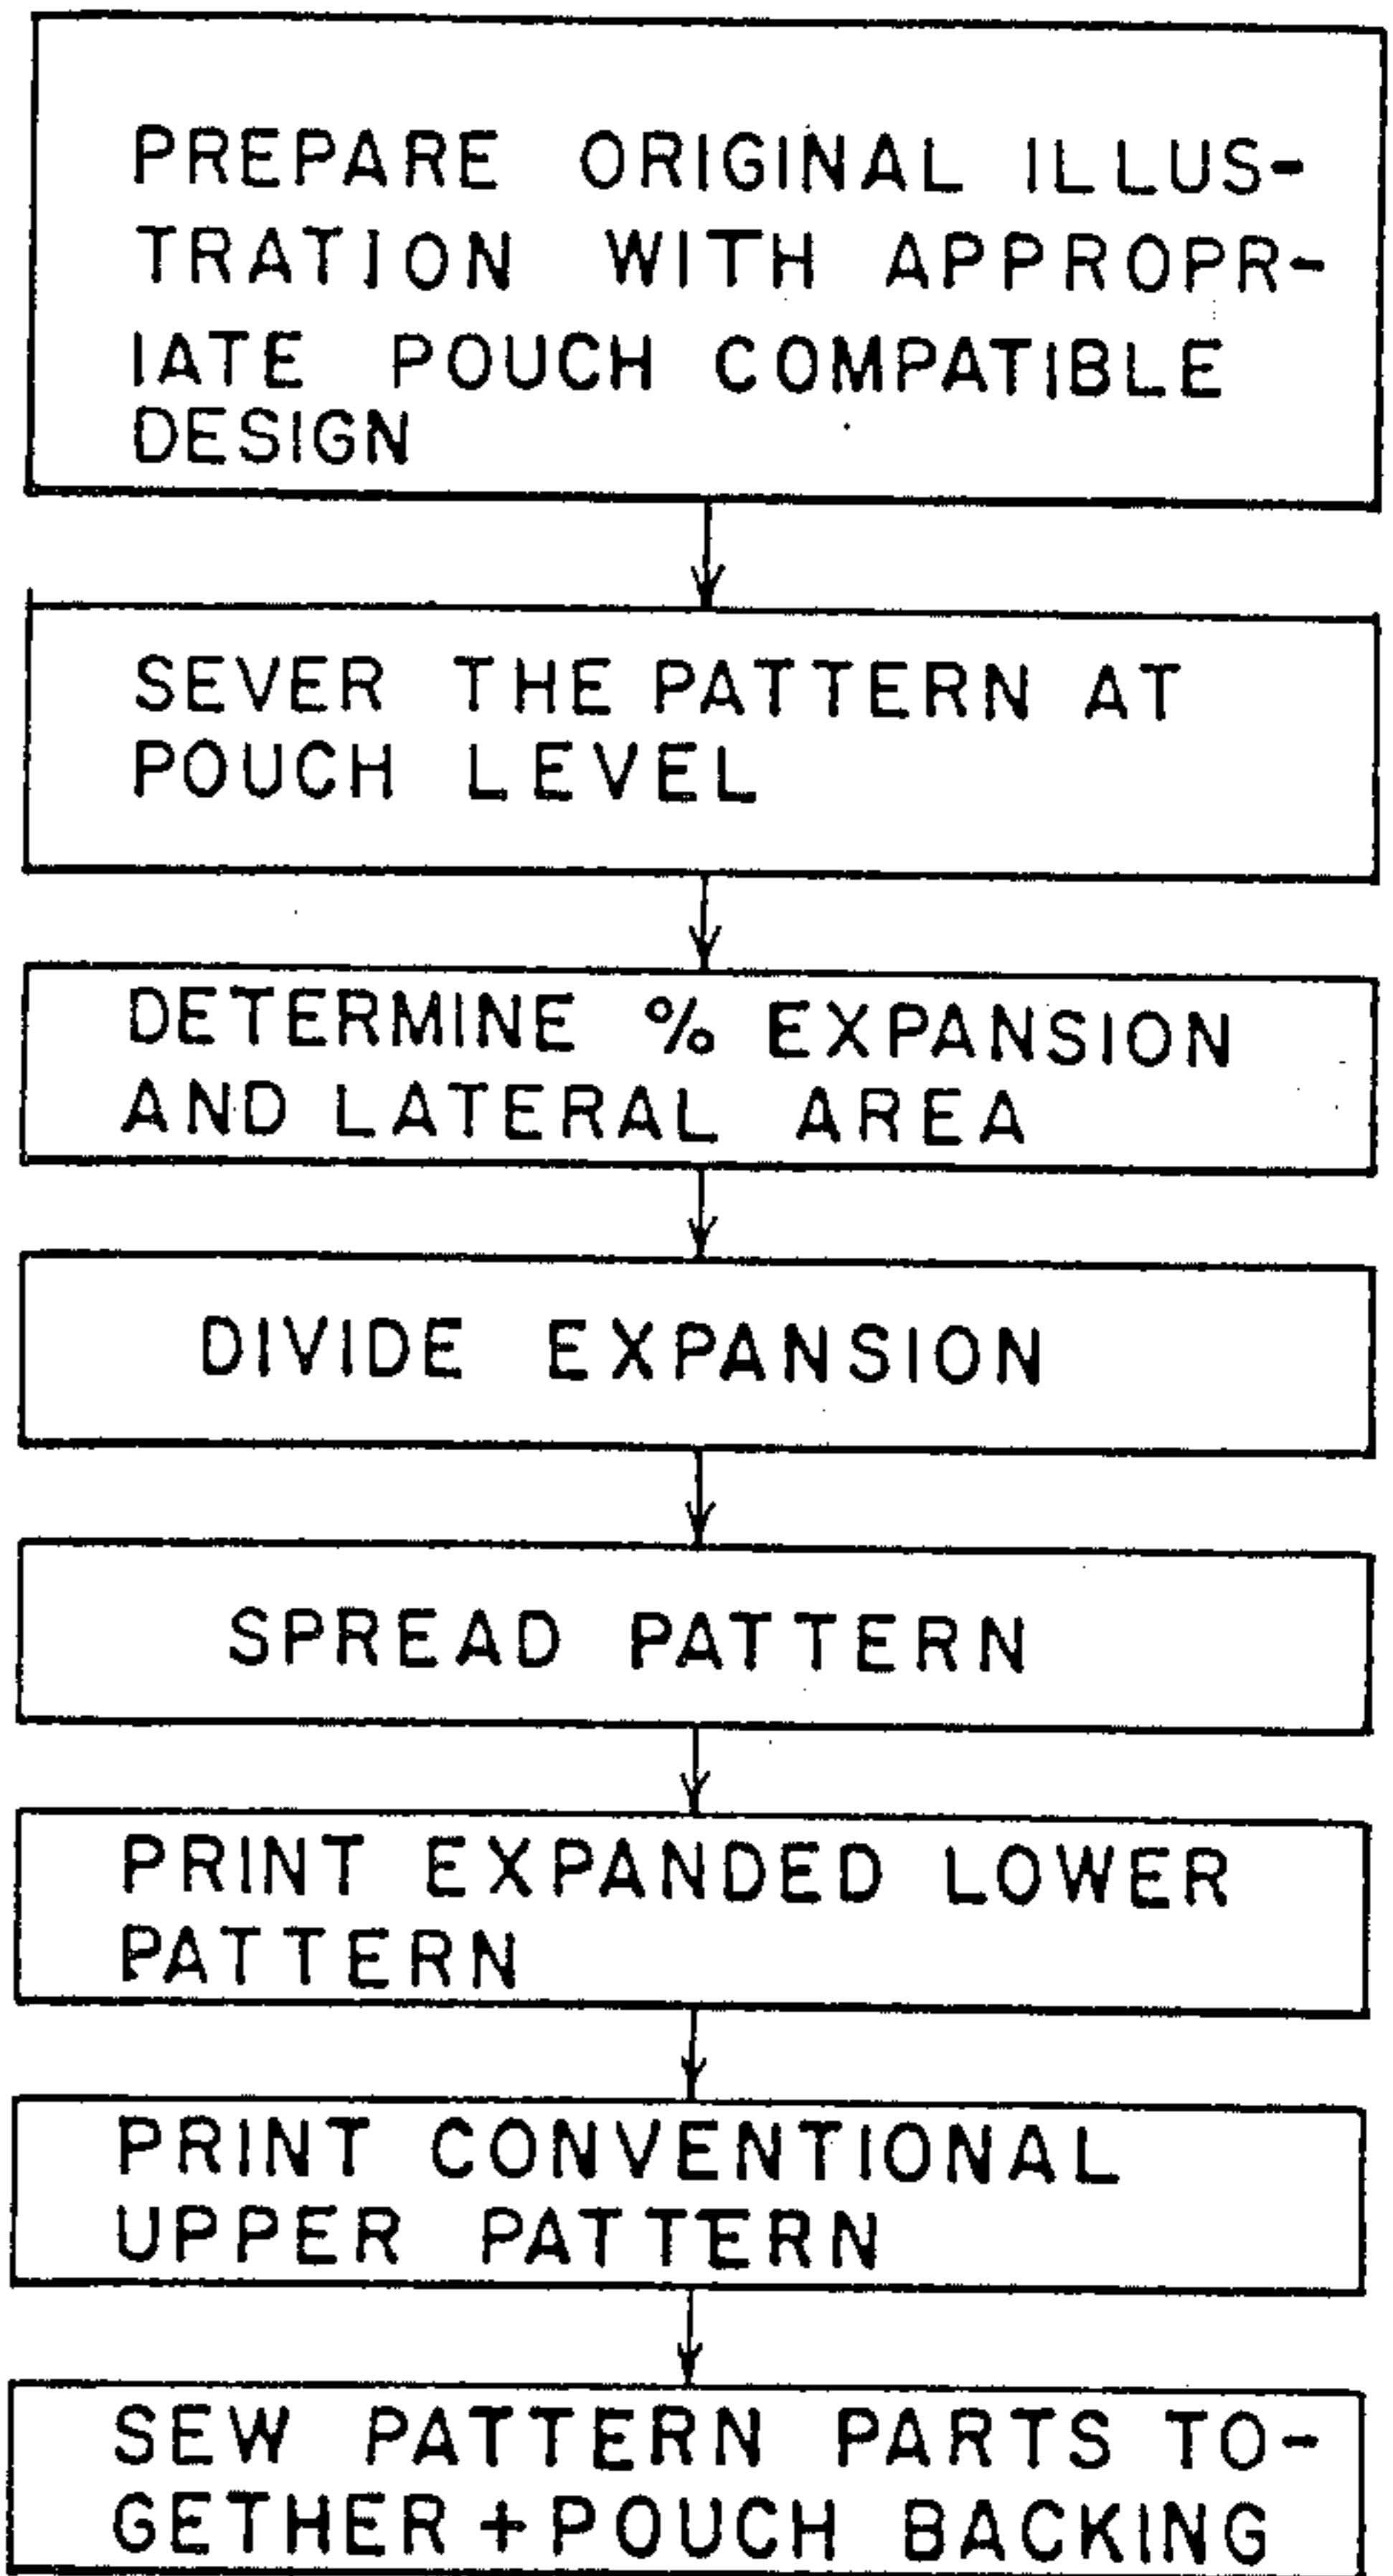 PREPARE ORIGINAL ILLUS-
TRATION WITH APPROPR-
IATE POUCH COMPATIBLE
DESIGN
SEVER THE PATTERN AT
POUCH LEVEL
DETERMINE % EXPANSION
AND LATERAL AREA
DIVIDE EXPANSION
SPREAD PATTERN
PRINT EXPANDED LOWER
PATTERN
PRINT CONVENTIONAL
UPPER PATTERN
SEW PATTERN PARTS TO-
GETHER + POUCH BACKING